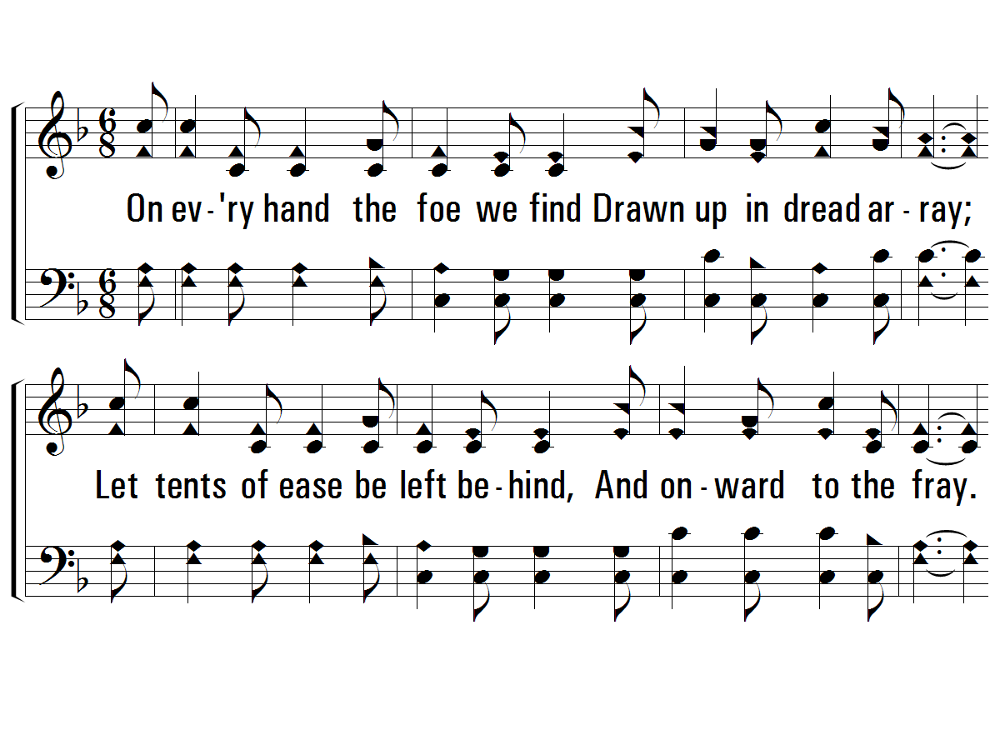 On ev-'ry hand the foe we find Drawn up in dread ar-ray;
Let tents of ease be left be-hind, And on-ward to the fray.